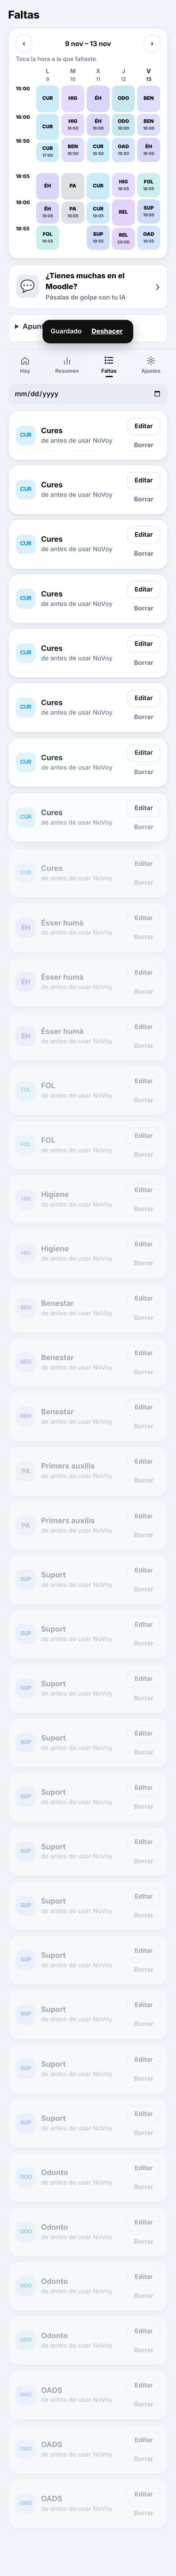 Faltas
‹ 9 nov – 13 nov ›
Toca la hora a la que faltaste.
L M X J V
9 10 11 12 13
15:00 CUR HIG ÉH ODO BEN
16:00 CUR HIG 16:00 ÉH 16:00 ODO 16:00 BEN 16:00
16:50 CUR 17:00 BEN 16:50 CUR 16:50 OAD 16:50 ÉH 16:50
18:05 ÉH PA CUR HIG 18:05 FOL 18:05
19:00 ÉH 19:05 PA 19:05 CUR 19:05 REL SUP 19:00
19:55 FOL 19:55 SUP 19:55 REL 20:00 OAD 19:55
¿Tienes muchas en el
Moodle?
Pásalas de golpe con tu IA
Guardado Deshacer
Inicio Resumen Faltas Ajustes
mm/dd/yyyy
CUR Cures Editar
de antes de usar NoVoy Borrar
CUR Cures Editar
de antes de usar NoVoy Borrar
CUR Cures Editar
de antes de usar NoVoy Borrar
CUR Cures Editar
de antes de usar NoVoy Borrar
CUR Cures Editar
de antes de usar NoVoy Borrar
CUR Cures Editar
de antes de usar NoVoy Borrar
CUR Cures Editar
de antes de usar NoVoy Borrar
CUR Cures Editar
de antes de usar NoVoy Borrar
CUR Cures Editar
de antes de usar NoVoy Borrar
ÉH Ésser humà Editar
de antes de usar NoVoy Borrar
ÉH Ésser humà Editar
de antes de usar NoVoy Borrar
ÉH Ésser humà Editar
de antes de usar NoVoy Borrar
FOL FOL Editar
de antes de usar NoVoy Borrar
FOL FOL Editar
de antes de usar NoVoy Borrar
HIG Higiene Editar
de antes de usar NoVoy Borrar
HIG Higiene Editar
de antes de usar NoVoy Borrar
BEN Benestar Editar
de antes de usar NoVoy Borrar
BEN Benestar Editar
de antes de usar NoVoy Borrar
BEN Benestar Editar
de antes de usar NoVoy Borrar
PA Primers auxilis Editar
de antes de usar NoVoy Borrar
PA Primers auxilis Editar
de antes de usar NoVoy Borrar
SUP Suport Editar
de antes de usar NoVoy Borrar
SUP Suport Editar
de antes de usar NoVoy Borrar
SUP Suport Editar
de antes de usar NoVoy Borrar
SUP Suport Editar
de antes de usar NoVoy Borrar
SUP Suport Editar
de antes de usar NoVoy Borrar
SUP Suport Editar
de antes de usar NoVoy Borrar
SUP Suport Editar
de antes de usar NoVoy Borrar
SUP Suport Editar
de antes de usar NoVoy Borrar
SUP Suport Editar
de antes de usar NoVoy Borrar
SUP Suport Editar
de antes de usar NoVoy Borrar
SUP Suport Editar
de antes de usar NoVoy Borrar
ODO Odonto Editar
de antes de usar NoVoy Borrar
ODO Odonto Editar
de antes de usar NoVoy Borrar
ODO Odonto Editar
de antes de usar NoVoy Borrar
ODO Odonto Editar
de antes de usar NoVoy Borrar
OAD OADS Editar
de antes de usar NoVoy Borrar
OAD OADS Editar
de antes de usar NoVoy Borrar
OAD OADS Editar
de antes de usar NoVoy Borrar